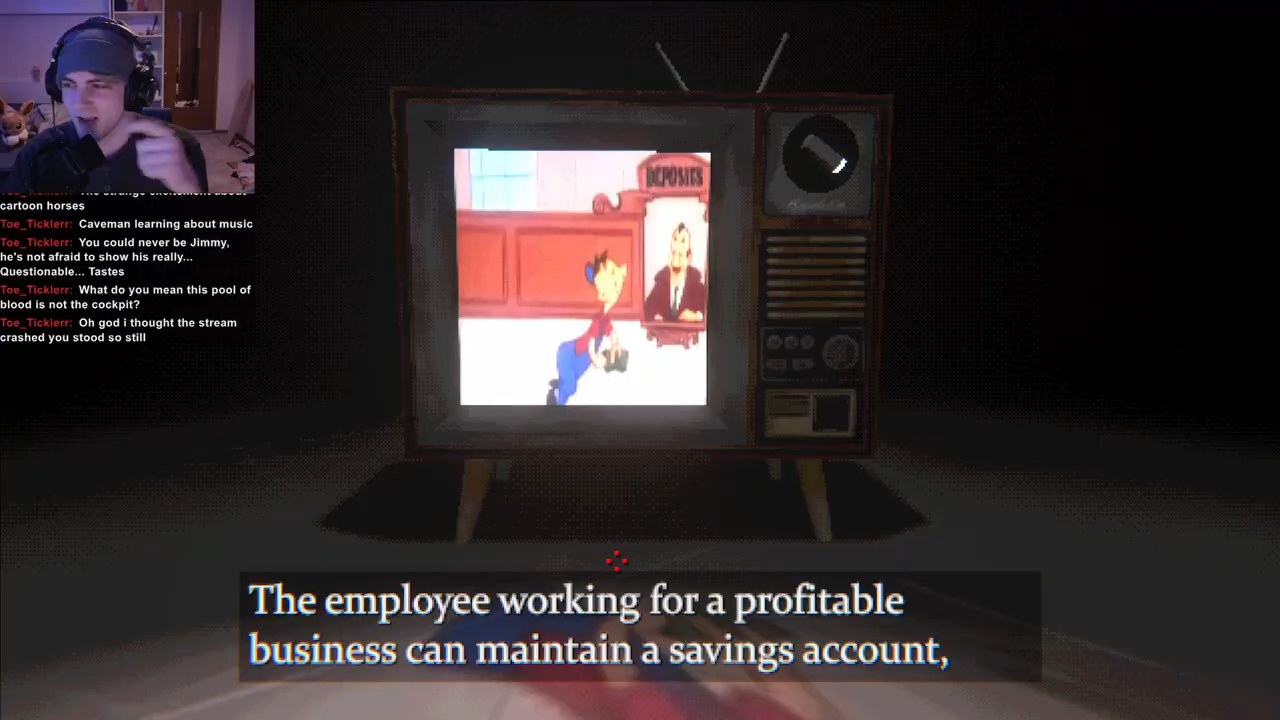 cartoon horses
Toe_Ticklerr: Caveman learning about music
Toe_Ticklerr: You could never be Jimmy,
he's not afraid to show his really...
Questionable... Tastes
Toe_Ticklerr: What do you mean this pool of
blood is not the cockpit?
Toe_Ticklerr: Oh god i thought the stream
crashed you stood so still
DEPOSITS
The employee working for a profitable
business can maintain a savings account,